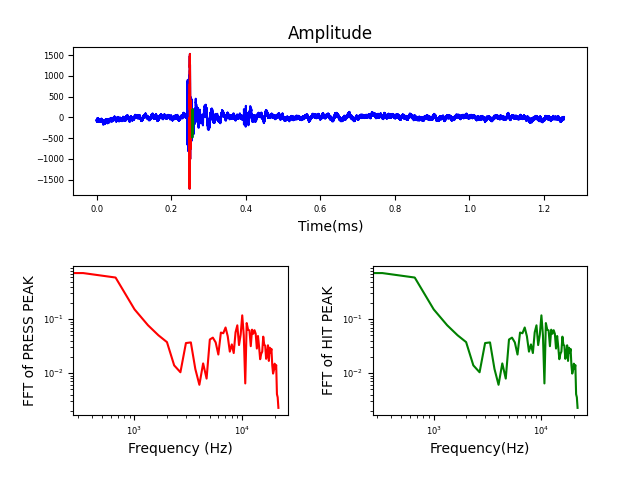 Amplitude
1500
1000
500
0
−500
−1000
−1500
0.0 0.2 0.4 0.6 0.8 1.0 1.2
Time(ms)
FFT of PRESS PEAK
10⁻¹
10⁻²
10³ 10⁴
Frequency (Hz)
FFT of HIT PEAK
10⁻¹
10⁻²
10³ 10⁴
Frequency(Hz)